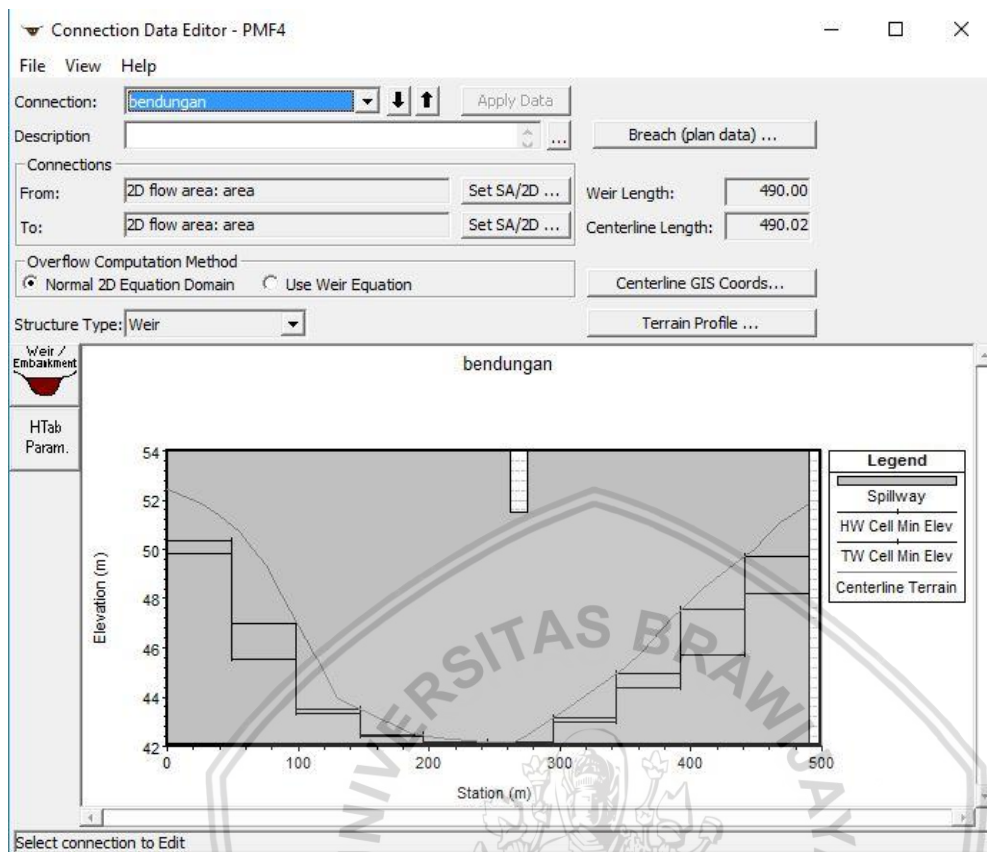 Connection Data Editor - PMF4
File View Help
Connection: bendungan Apply Data
Description ... Breach (plan data) ...
Connections
From: 2D flow area: area Set SA/2D ... Weir Length: 490.00
To: 2D flow area: area Set SA/2D ... Centerline Length: 490.02
Overflow Computation Method
Normal 2D Equation Domain Use Weir Equation Centerline GIS Coords...
Structure Type: Weir Terrain Profile ...
Weir / Embankment
HTab Param.
bendungan
54
52
50
48
46
44
42
Elevation (m)
0 100 200 300 400 500
Station (m)
Legend
Spillway
HW Cell Min Elev
TW Cell Min Elev
Centerline Terrain
Select connection to Edit